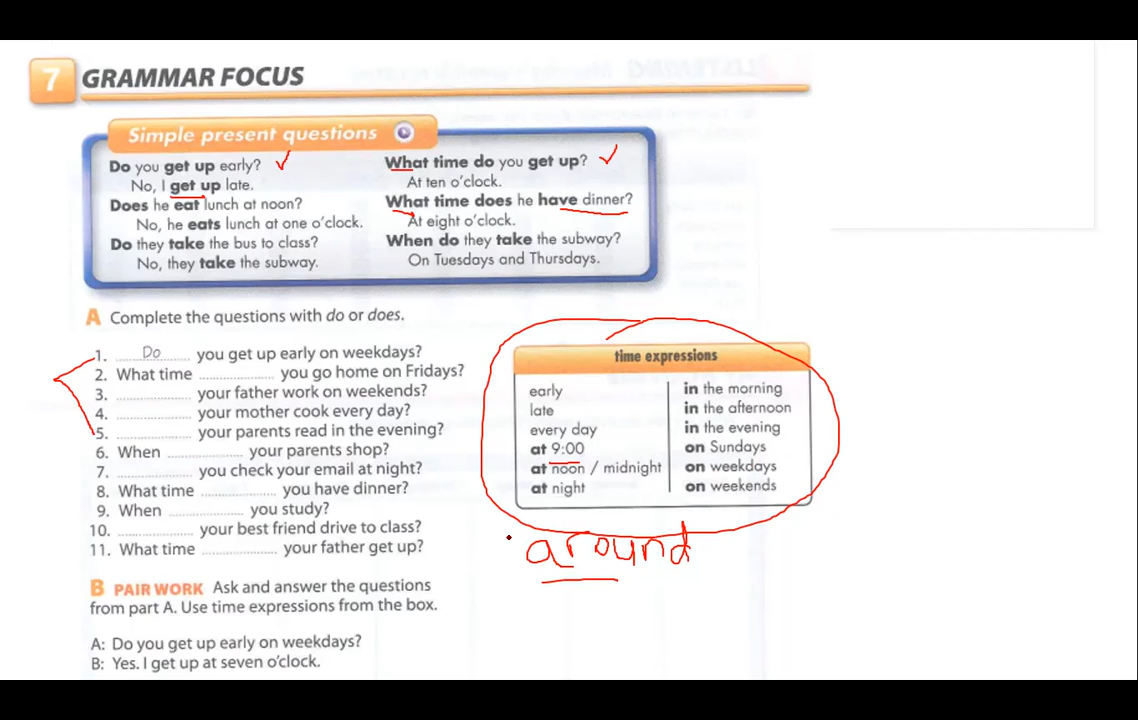 7 GRAMMAR FOCUS
Simple present questions
Do you get up early?
No, I get up late.
Does he eat lunch at noon?
No, he eats lunch at one o'clock.
Do they take the bus to class?
No, they take the subway.
What time do you get up?
At ten o'clock.
What time does he have dinner?
At eight o'clock.
When do they take the subway?
On Tuesdays and Thursdays.
A Complete the questions with do or does.
1. Do you get up early on weekdays?
2. What time ............ you go home on Fridays?
3. ............ your father work on weekends?
4. ............ your mother cook every day?
5. ............ your parents read in the evening?
6. When ............ your parents shop?
7. ............ you check your email at night?
8. What time ............ you have dinner?
9. When ............ you study?
10. ............ your best friend drive to class?
11. What time ............ your father get up?
time expressions
early
late
every day
at 9:00
at noon / midnight
at night
in the morning
in the afternoon
in the evening
on Sundays
on weekdays
on weekends
around
B PAIR WORK Ask and answer the questions
from part A. Use time expressions from the box.
A: Do you get up early on weekdays?
B: Yes. I get up at seven o'clock.